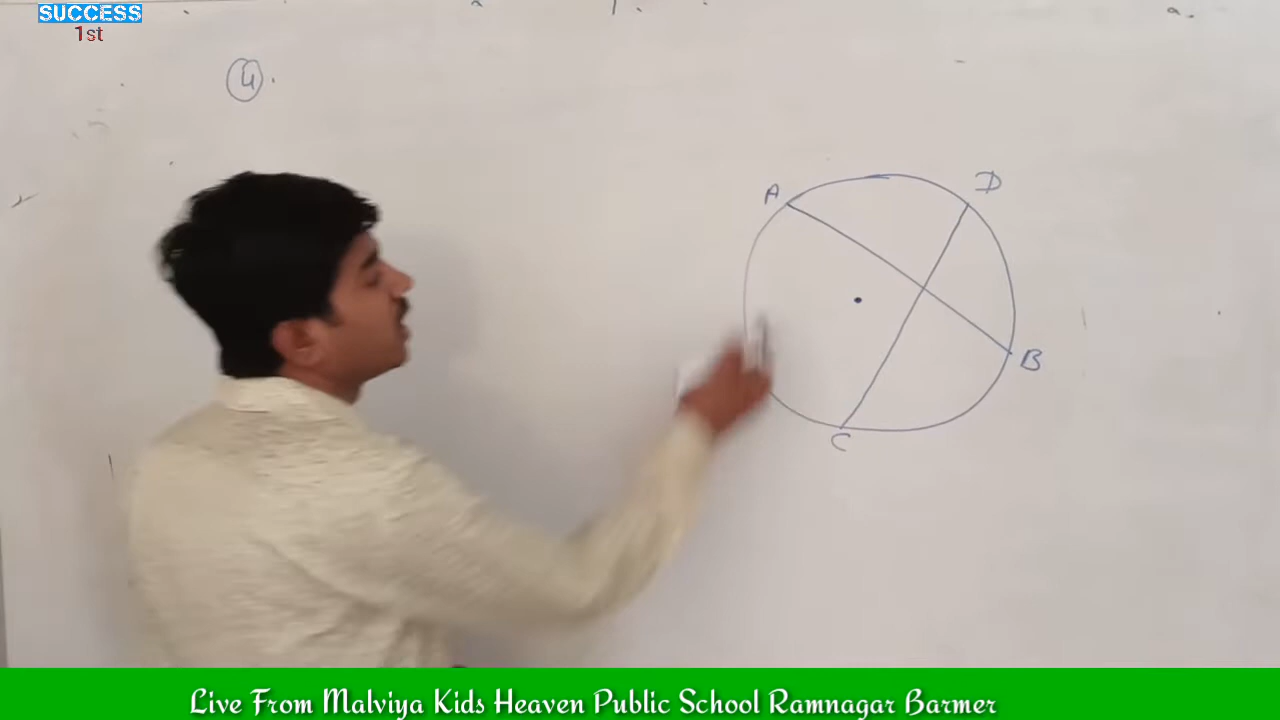 SUCCESS
1st
4.
A
D
B
C
Live From Malviya Kids Heaven Public School Ramnagar Barmer